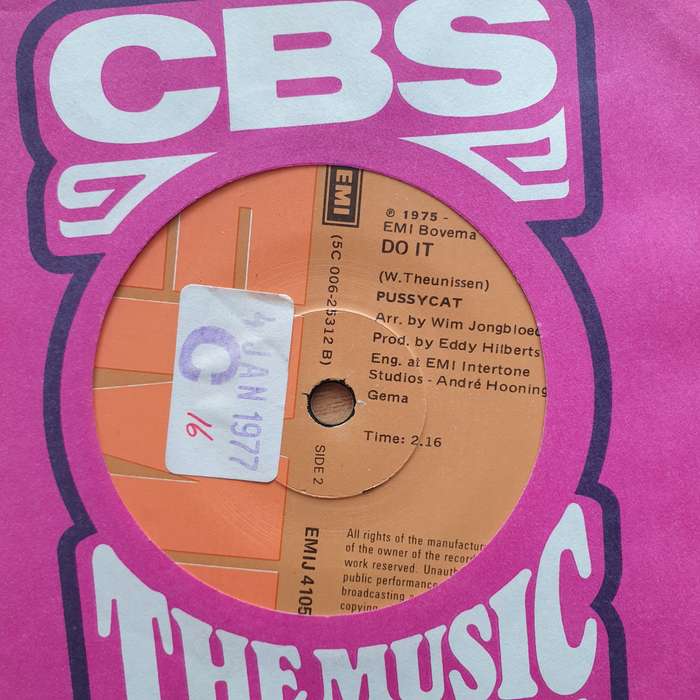 CBS
EMI
℗ 1975 -
EMI Bovema
DO IT
(5C 006-25312 B)
(W.Theunissen)
PUSSYCAT
Arr. by Wim Jongbloed
Prod. by Eddy Hilberts
Eng. at EMI Intertone
Studios - André Hooning
Gema
Time: 2.16
SIDE 2
C
4 JAN 1977
16
EMIJ 4105
All rights of the manufactur
of the owner of the recor
work reserved. Unauth
public performance
broadcasting a
copying
THE MUSIC